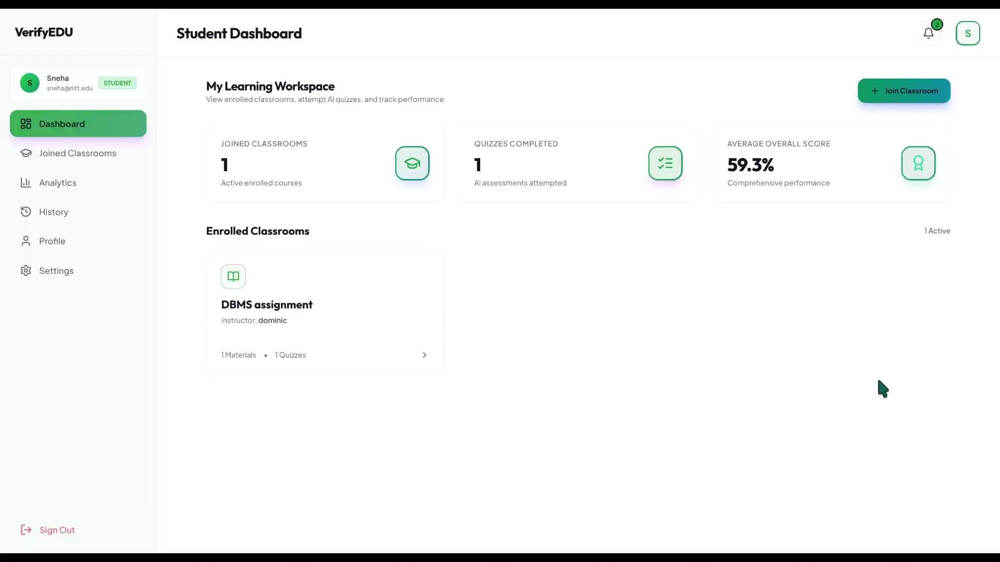 VerifyEDU
Student Dashboard
2
S
S
Sneha
sneha@nitt.edu
STUDENT
Dashboard
Joined Classrooms
Analytics
History
Profile
Settings
Sign Out
My Learning Workspace
View enrolled classrooms, attempt AI quizzes, and track performance
+ Join Classroom
JOINED CLASSROOMS
1
Active enrolled courses
QUIZZES COMPLETED
1
AI assessments attempted
AVERAGE OVERALL SCORE
59.3%
Comprehensive performance
Enrolled Classrooms
1 Active
DBMS assignment
Instructor: dominic
1 Materials • 1 Quizzes